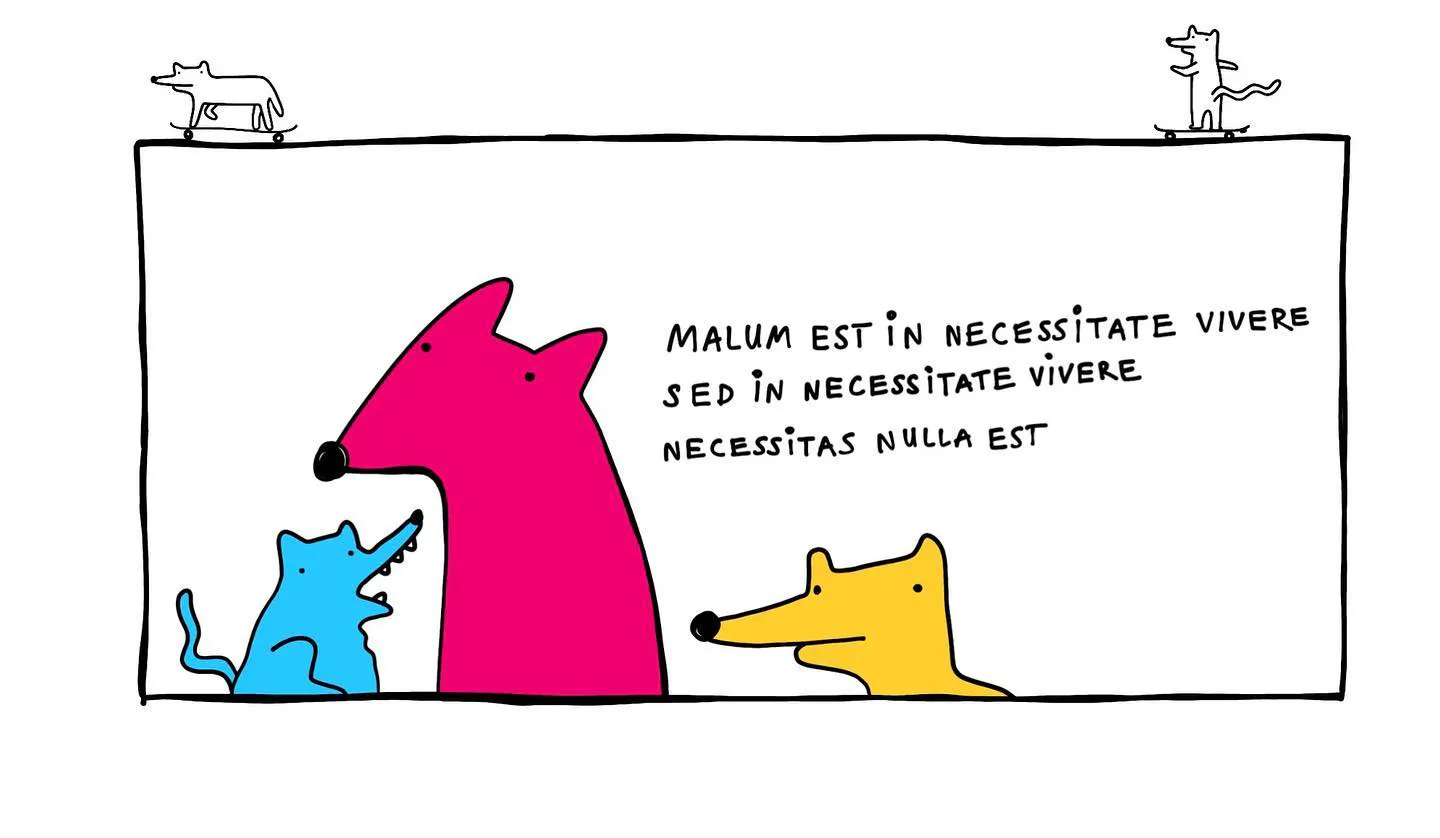 MALUM EST IN NECESSITATE VIVERE
SED IN NECESSITATE VIVERE
NECESSITAS NULLA EST